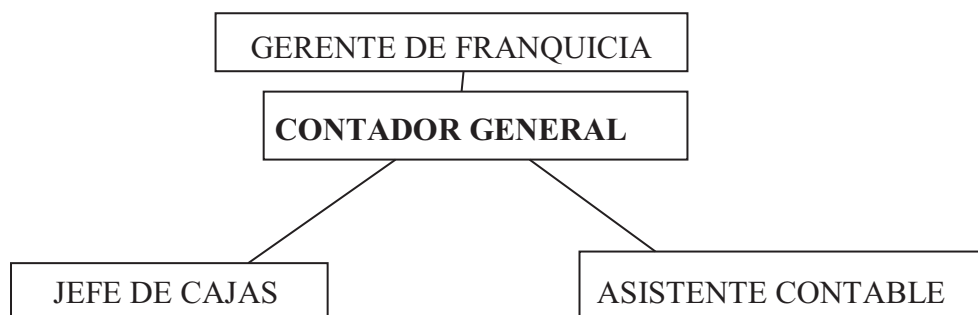 GERENTE DE FRANQUICIA
CONTADOR GENERAL
JEFE DE CAJAS
ASISTENTE CONTABLE